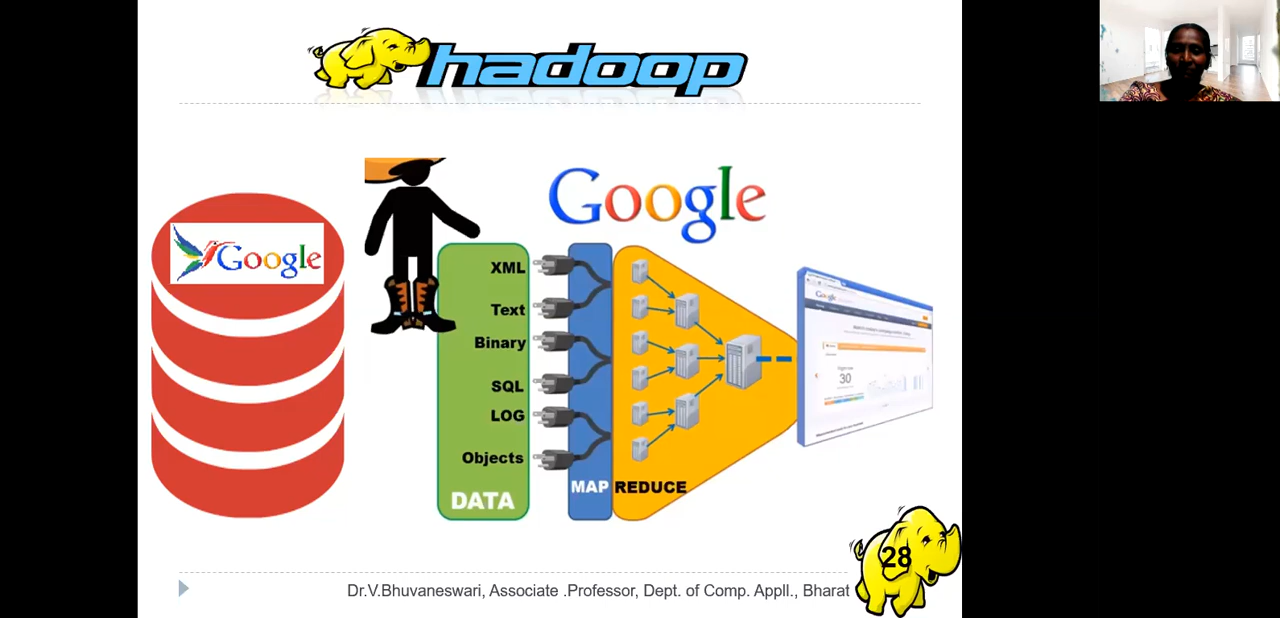 hadoop
Google
Google
XML
Text
Binary
SQL
LOG
Objects
DATA
MAP REDUCE
Google
30
28
Dr.V.Bhuvaneswari, Associate .Professor, Dept. of Comp. Appll., Bharat